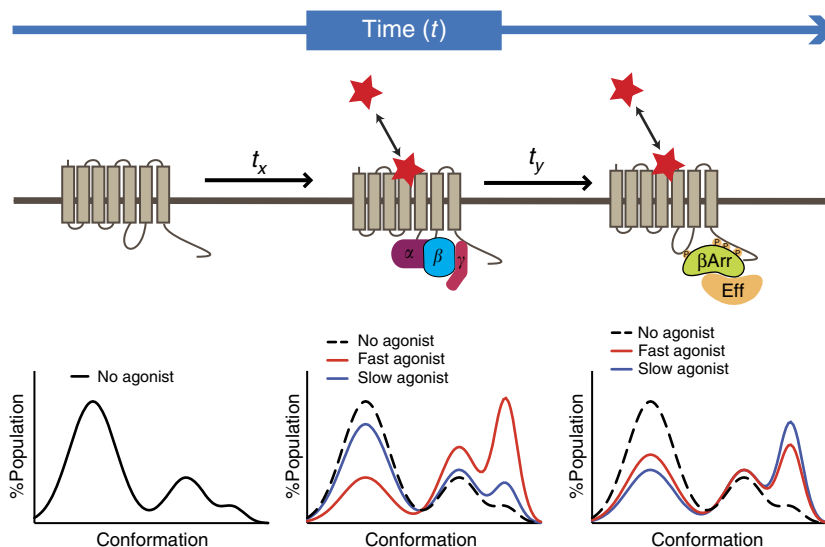 Time (t)
tx
ty
α
β
γ
P
P
P
P
βArr
Eff
No agonist
%Population
Conformation
No agonist
Fast agonist
Slow agonist
%Population
Conformation
No agonist
Fast agonist
Slow agonist
%Population
Conformation